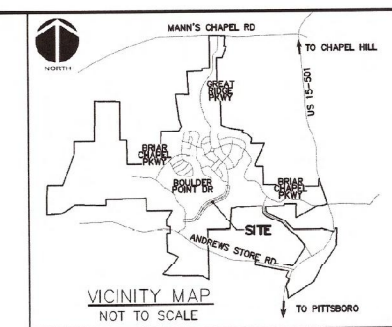 MANN'S CHAPEL RD
NORTH
TO CHAPEL HILL
GREAT
RIDGE
PKWY
US 15-501
BRIAR
CHAPEL
PKWY
BOULDER
POINT DR
BRIAR
CHAPEL
PKWY
SITE
ANDREWS STORE RD
VICINITY MAP
NOT TO SCALE
TO PITTSBORO